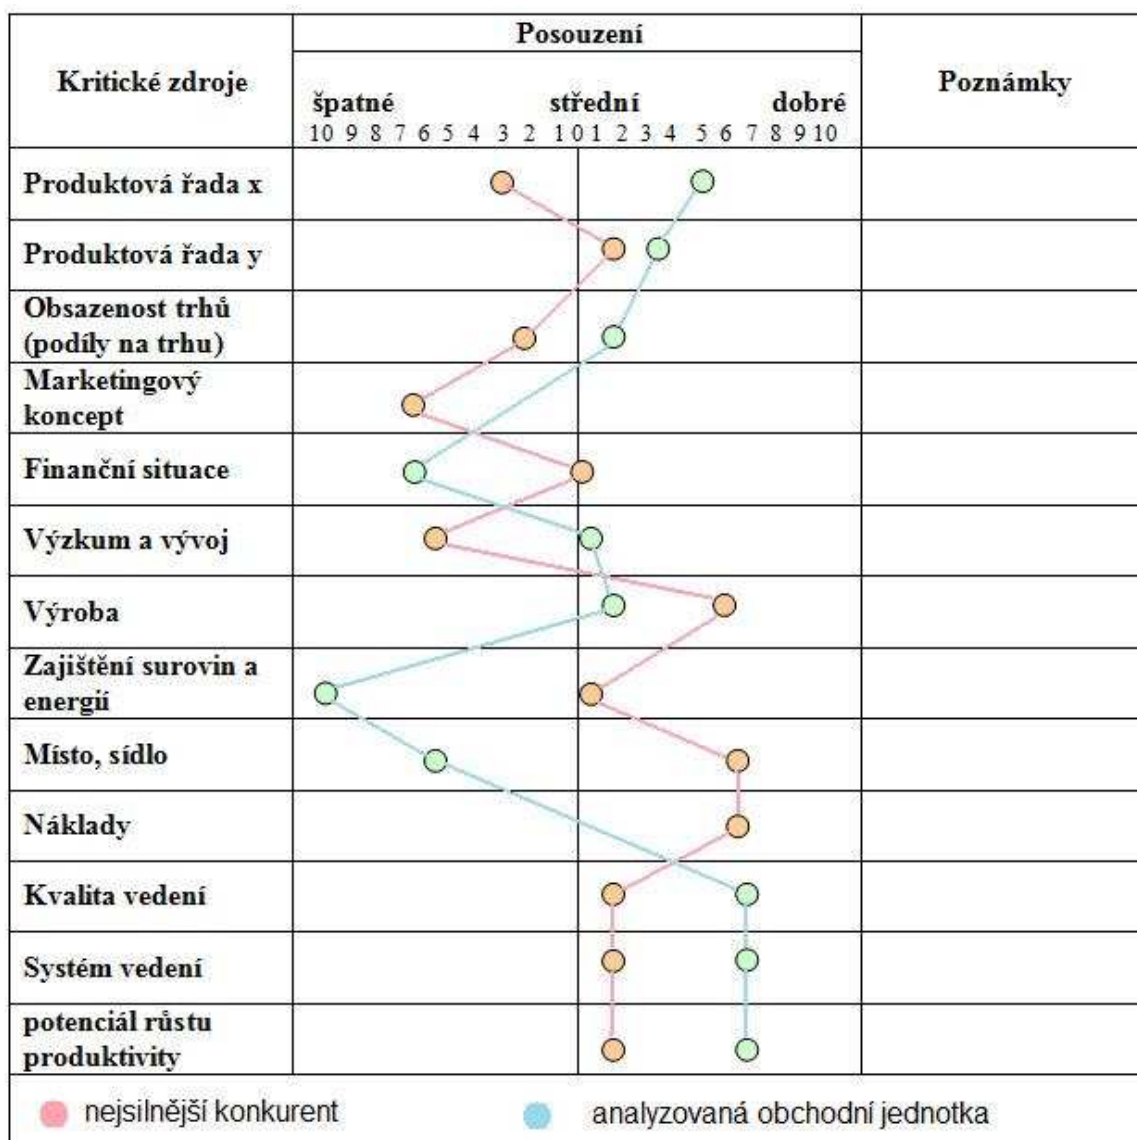 Kritické zdroje
Posouzení
Poznámky
špatné střední dobré
10 9 8 7 6 5 4 3 2 1 0 1 2 3 4 5 6 7 8 9 10
Produktová řada x
Produktová řada y
Obsazenost trhů
(podíly na trhu)
Marketingový
koncept
Finanční situace
Výzkum a vývoj
Výroba
Zajištění surovin a
energií
Místo, sídlo
Náklady
Kvalita vedení
Systém vedení
potenciál růstu
produktivity
nejsilnější konkurent
analyzovaná obchodní jednotka